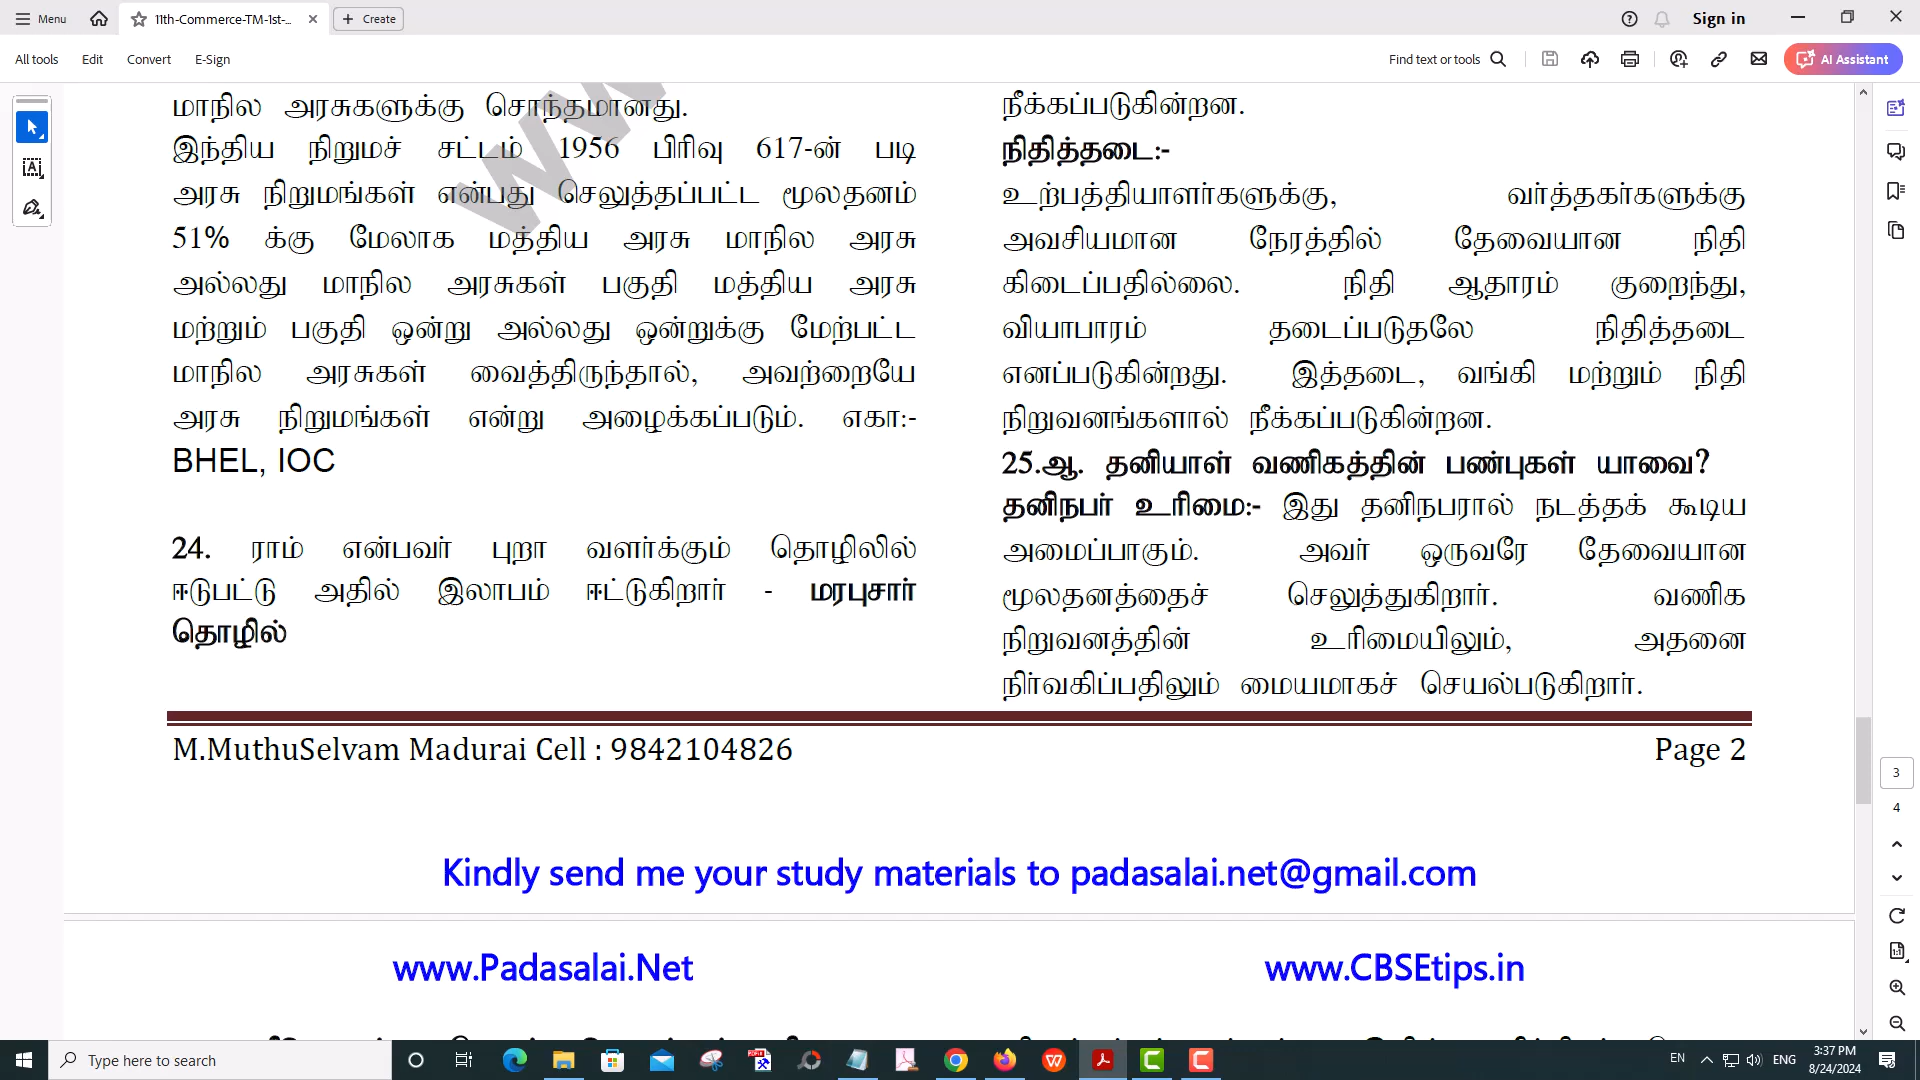 Menu
11th-Commerce-TM-1st-...
Create
Sign in
All tools
Edit
Convert
E-Sign
Find text or tools
AI Assistant
மாநில அரசுகளுக்கு சொந்தமானது.
இந்திய நிறுமச் சட்டம் 1956 பிரிவு 617-ன் படி
அரசு நிறுமங்கள் என்பது செலுத்தப்பட்ட மூலதனம்
51% க்கு மேலாக மத்திய அரசு மாநில அரசு
அல்லது மாநில அரசுகள் பகுதி மத்திய அரசு
மற்றும் பகுதி ஒன்று அல்லது ஒன்றுக்கு மேற்பட்ட
மாநில அரசுகள் வைத்திருந்தால், அவற்றையே
அரசு நிறுமங்கள் என்று அழைக்கப்படும். எகா:-
BHEL, IOC
24. ராம் என்பவர் புறா வளர்க்கும் தொழிலில்
ஈடுபட்டு அதில் இலாபம் ஈட்டுகிறார் - மரபுசார்
தொழில்
நீக்கப்படுகின்றன.
நிதித்தடை:-
உற்பத்தியாளர்களுக்கு, வர்த்தகர்களுக்கு
அவசியமான நேரத்தில் தேவையான நிதி
கிடைப்பதில்லை. நிதி ஆதாரம் குறைந்து,
வியாபாரம் தடைப்படுதலே நிதித்தடை
எனப்படுகின்றது. இத்தடை, வங்கி மற்றும் நிதி
நிறுவனங்களால் நீக்கப்படுகின்றன.
25.ஆ. தனியாள் வணிகத்தின் பண்புகள் யாவை?
தனிநபர் உரிமை:- இது தனிநபரால் நடத்தக் கூடிய
அமைப்பாகும். அவர் ஒருவரே தேவையான
மூலதனத்தைச் செலுத்துகிறார். வணிக
நிறுவனத்தின் உரிமையிலும், அதனை
நிர்வகிப்பதிலும் மையமாகச் செயல்படுகிறார்.
M.MuthuSelvam Madurai Cell : 9842104826
Page 2
3
4
Kindly send me your study materials to padasalai.net@gmail.com
www.Padasalai.Net
www.CBSEtips.in
Type here to search
EN
ENG
3:37 PM
8/24/2024